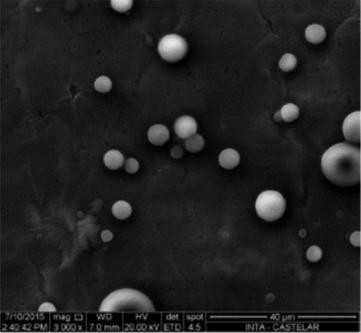 7/10/2015 mag □ WD HV det spot 40 µm
2:40:42 PM 3 000 x 7.0 mm 20.00 kV ETD 4.5 INTA - CASTELAR